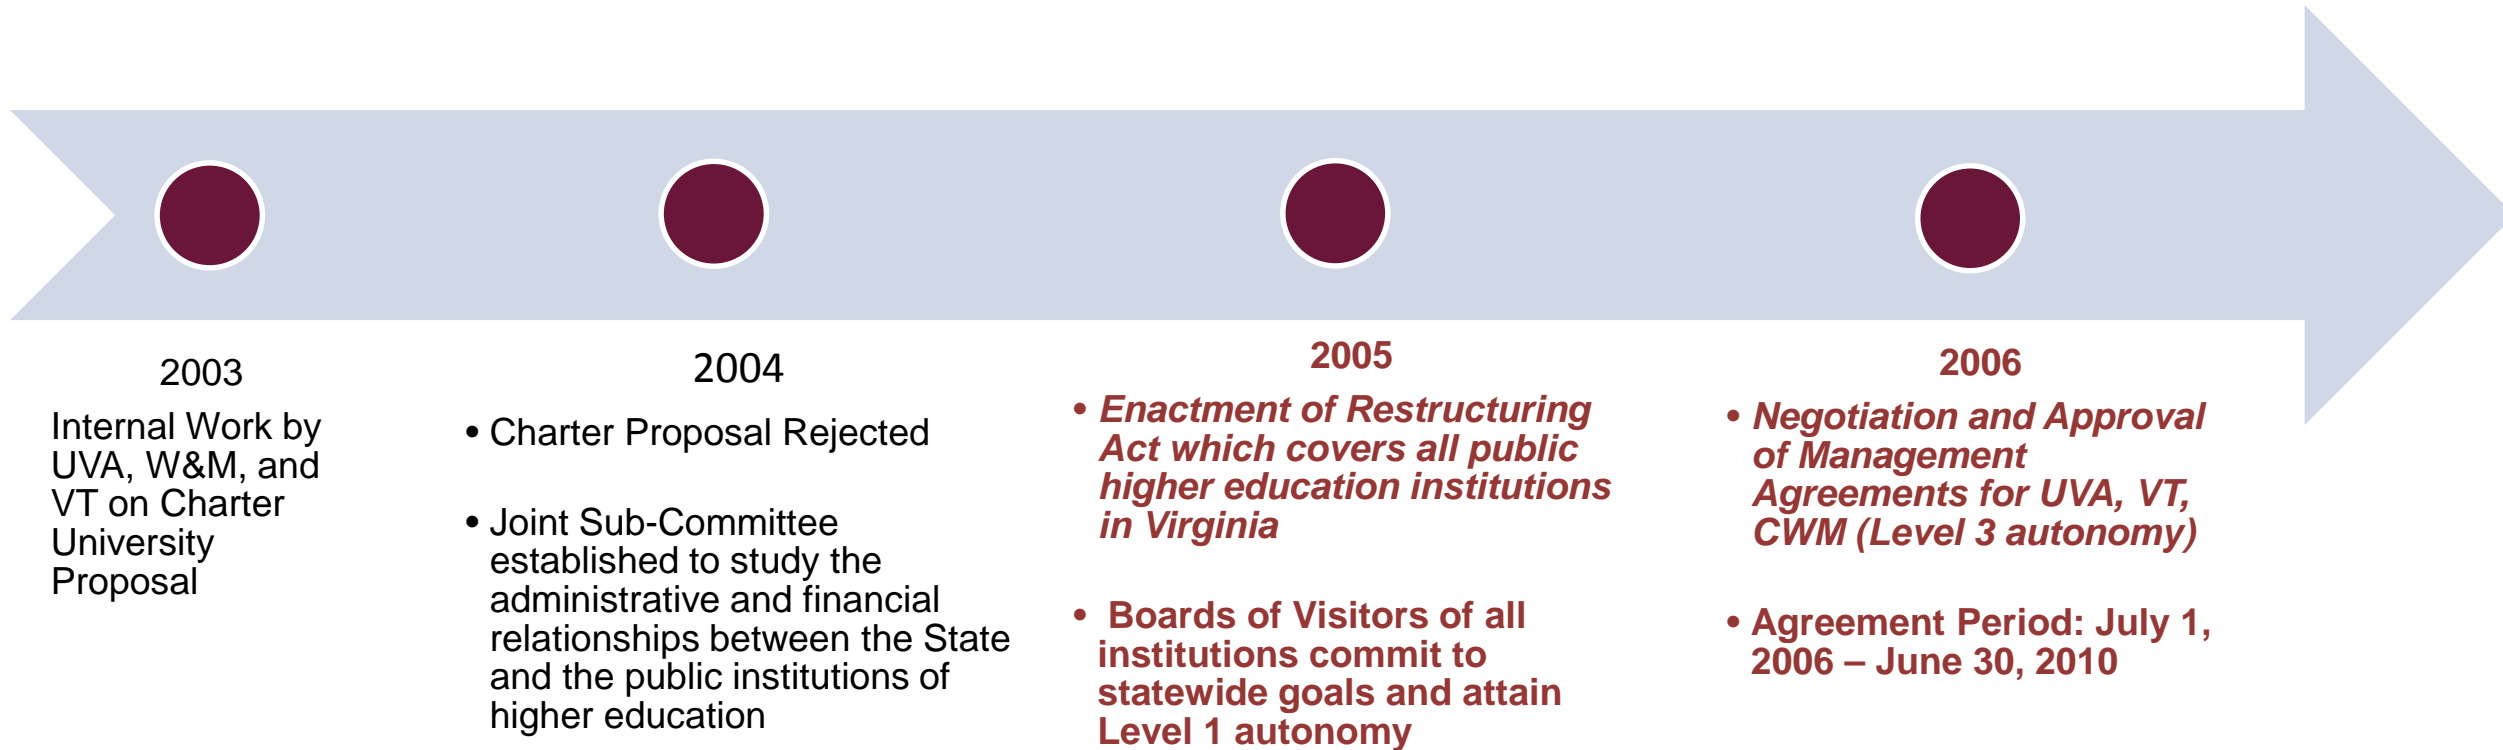 2003
Internal Work by
UVA, W&M, and
VT on Charter
University
Proposal
2004
• Charter Proposal Rejected
• Joint Sub-Committee
established to study the
administrative and financial
relationships between the State
and the public institutions of
higher education
2005
• Enactment of Restructuring
Act which covers all public
higher education institutions
in Virginia
• Boards of Visitors of all
institutions commit to
statewide goals and attain
Level 1 autonomy
2006
• Negotiation and Approval
of Management
Agreements for UVA, VT,
CWM (Level 3 autonomy)
• Agreement Period: July 1,
2006 – June 30, 2010